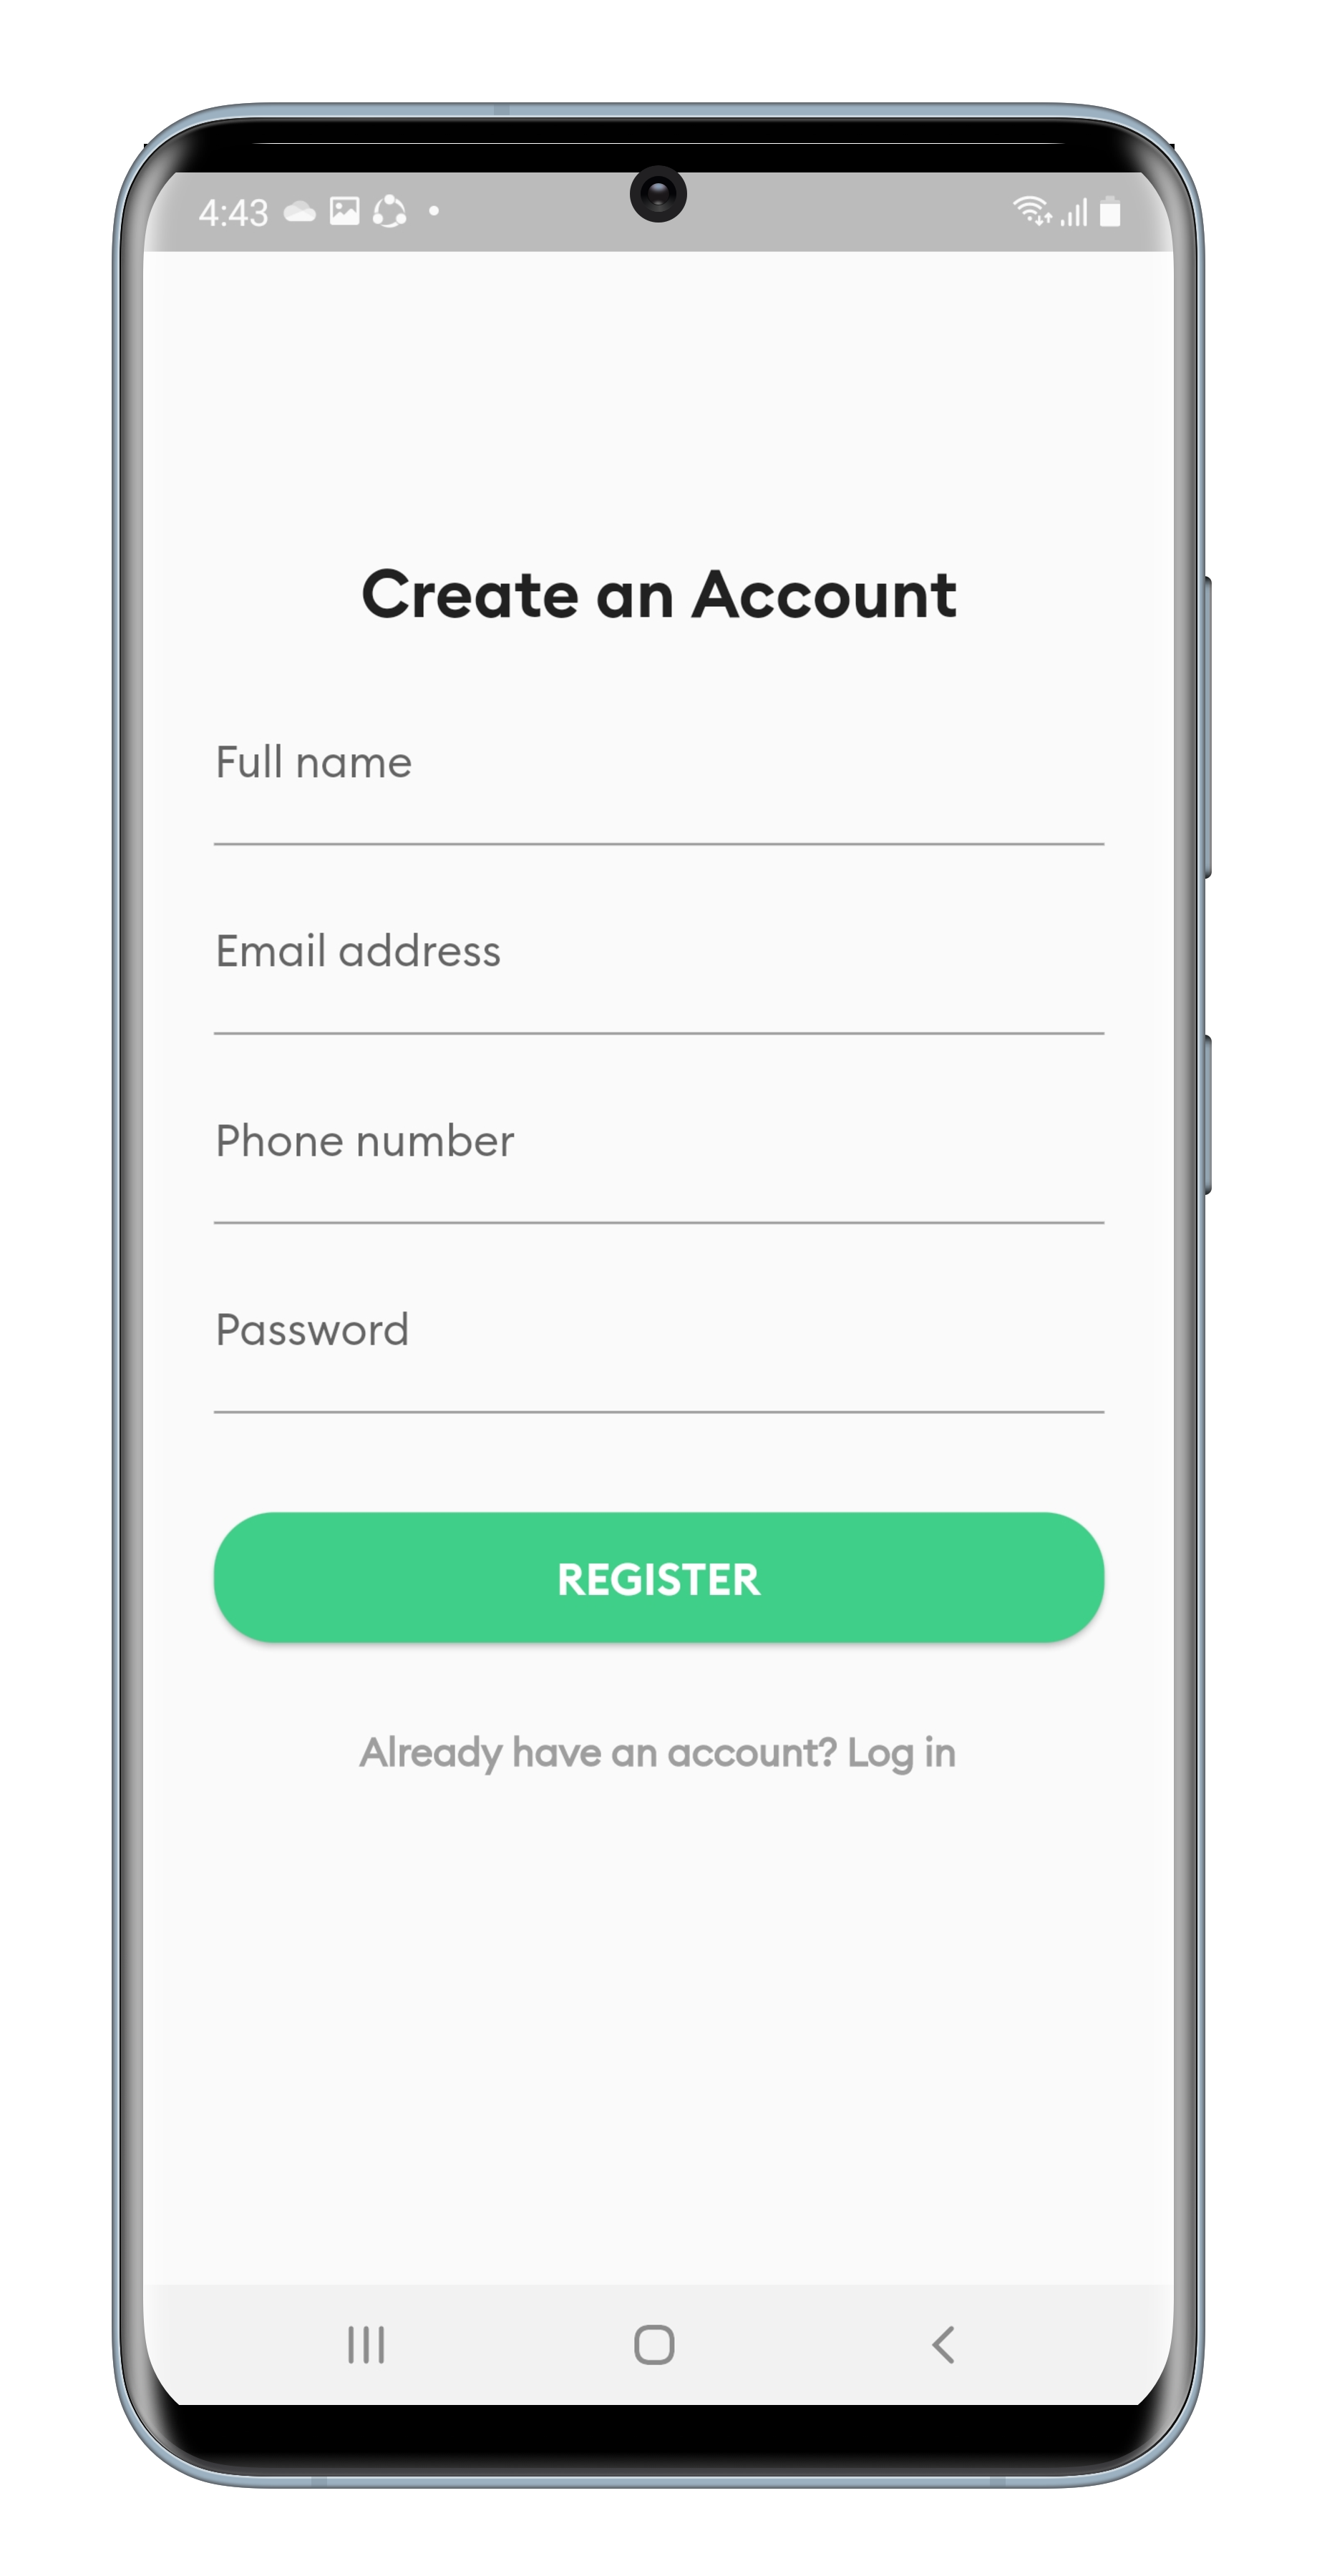 4:43
Create an Account
Full name
Email address
Phone number
Password
REGISTER
Already have an account? Log in